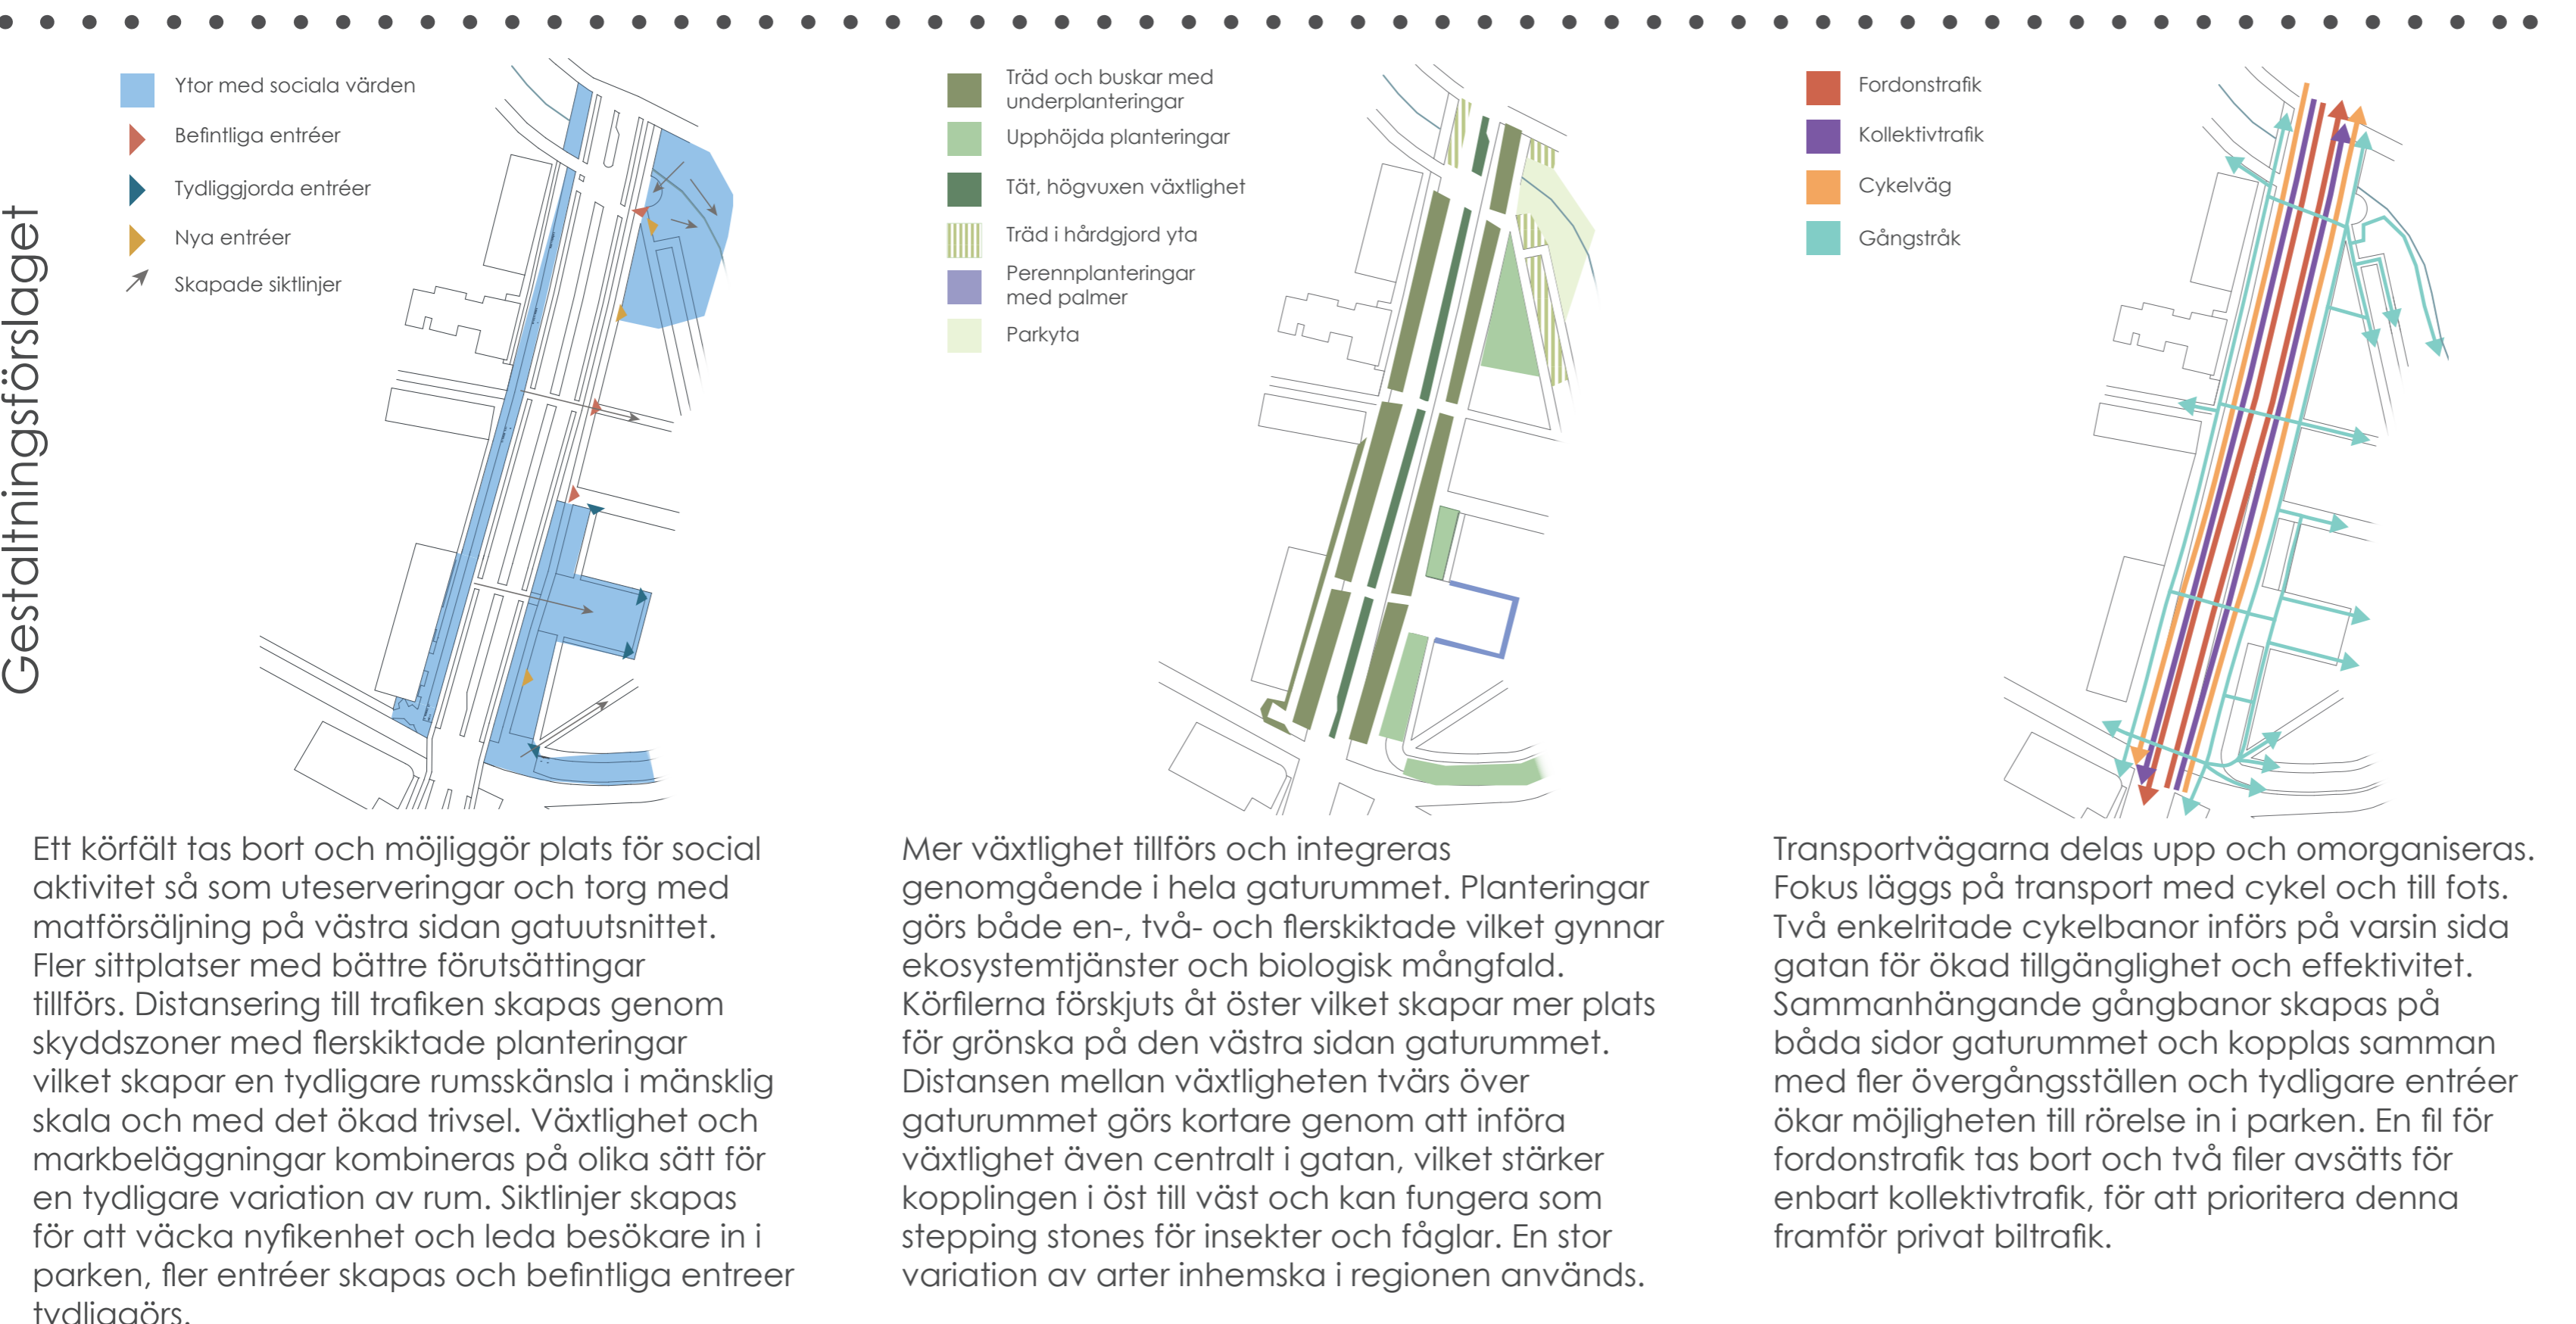 Gestaltningsförslaget
Ytor med sociala värden
Befintliga entréer
Tydliggjorda entréer
Nya entréer
Skapade siktlinjer
Ett körfält tas bort och möjliggör plats för social
aktivitet så som uteserveringar och torg med
matförsäljning på västra sidan gatuutsnittet.
Fler sittplatser med bättre förutsättingar
tillförs. Distansering till trafiken skapas genom
skyddszoner med flerskiktade planteringar
vilket skapar en tydligare rumsskänsla i mänsklig
skala och med det ökad trivsel. Växtlighet och
markbeläggningar kombineras på olika sätt för
en tydligare variation av rum. Siktlinjer skapas
för att väcka nyfikenhet och leda besökare in i
parken, fler entréer skapas och befintliga entreer
tydliggörs.
Träd och buskar med
underplanteringar
Upphöjda planteringar
Tät, högvuxen växtlighet
Träd i hårdgjord yta
Perennplanteringar
med palmer
Parkyta
Mer växtlighet tillförs och integreras
genomgående i hela gaturummet. Planteringar
görs både en-, två- och flerskiktade vilket gynnar
ekosystemtjänster och biologisk mångfald.
Körfilerna förskjuts åt öster vilket skapar mer plats
för grönska på den västra sidan gaturummet.
Distansen mellan växtligheten tvärs över
gaturummet görs kortare genom att införa
växtlighet även centralt i gatan, vilket stärker
kopplingen i öst till väst och kan fungera som
stepping stones för insekter och fåglar. En stor
variation av arter inhemska i regionen används.
Fordonstrafik
Kollektivtrafik
Cykelväg
Gångstråk
Transportvägarna delas upp och omorganiseras.
Fokus läggs på transport med cykel och till fots.
Två enkelritade cykelbanor införs på varsin sida
gatan för ökad tillgänglighet och effektivitet.
Sammanhängande gångbanor skapas på
båda sidor gaturummet och kopplas samman
med fler övergångsställen och tydligare entréer
ökar möjligheten till rörelse in i parken. En fil för
fordonstrafik tas bort och två filer avsätts för
enbart kollektivtrafik, för att prioritera denna
framför privat biltrafik.